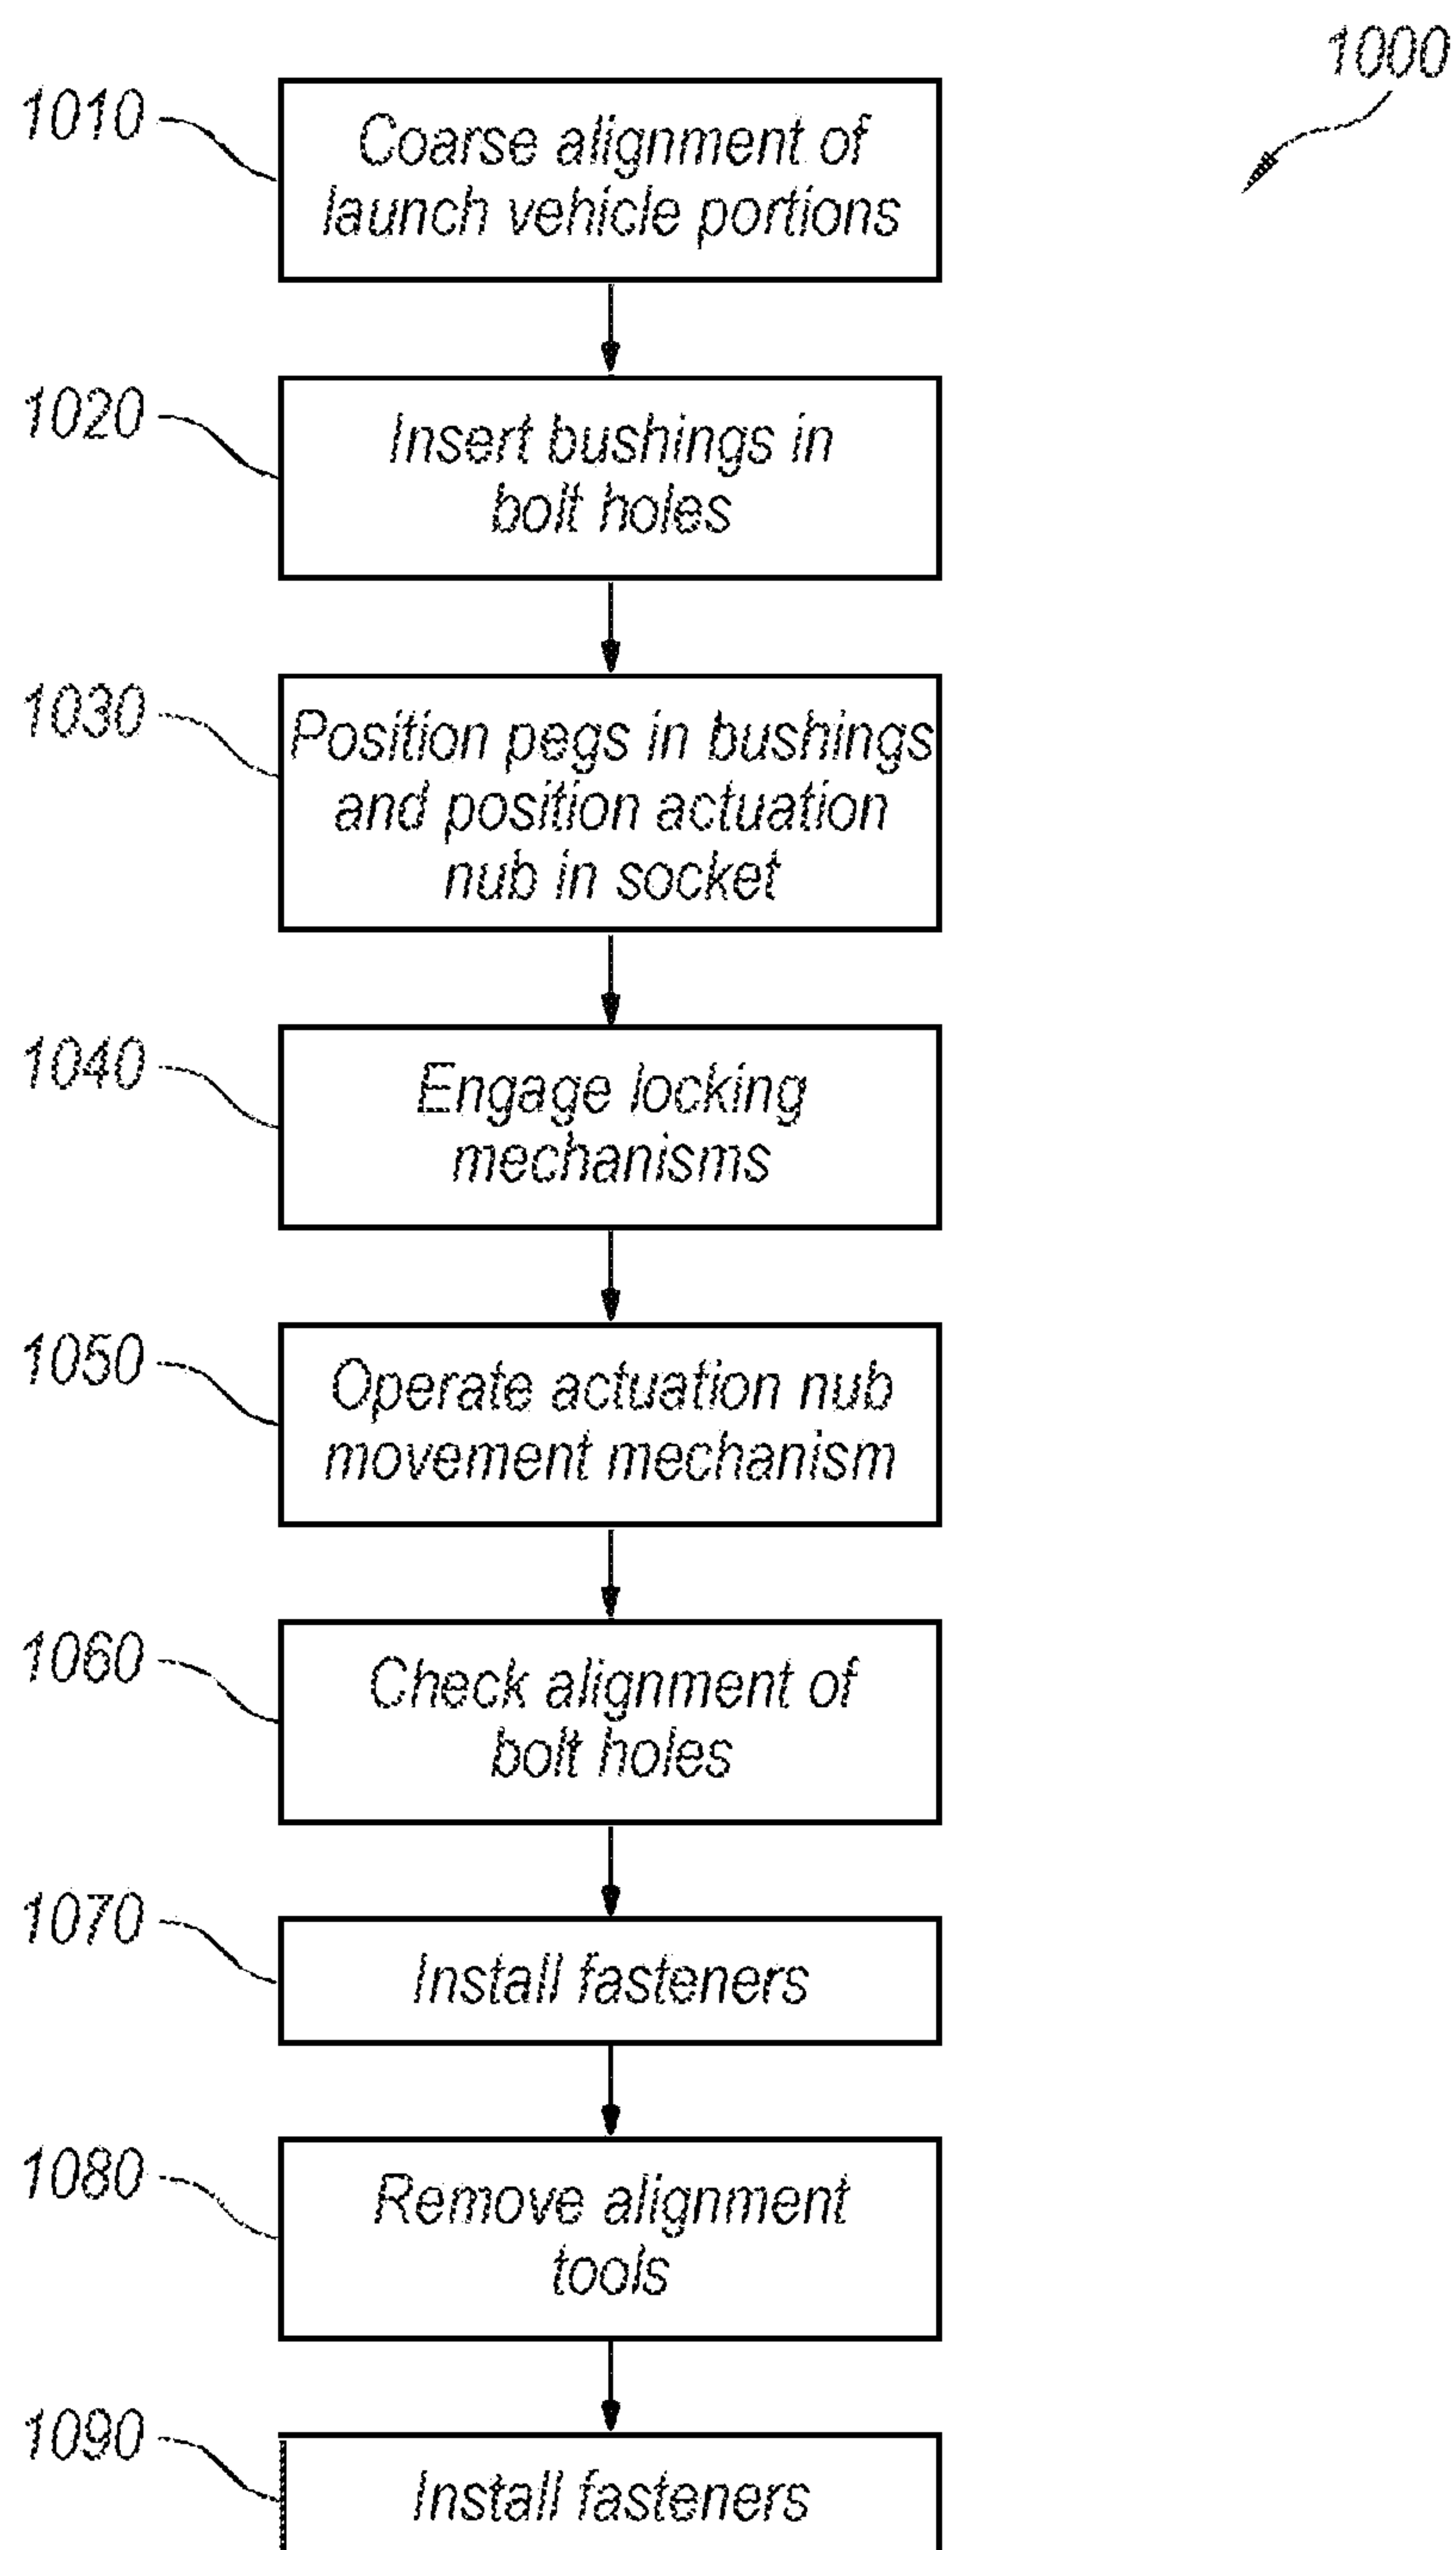 1000
1010
Coarse alignment of
launch vehicle portions
1020
Insert bushings in
bolt holes
1030
Position pegs in bushings
and position actuation
nub in socket
1040
Engage locking
mechanisms
1050
Operate actuation nub
movement mechanism
1060
Check alignment of
bolt holes
1070
Install fasteners
1080
Remove alignment
tools
1090
Install fasteners